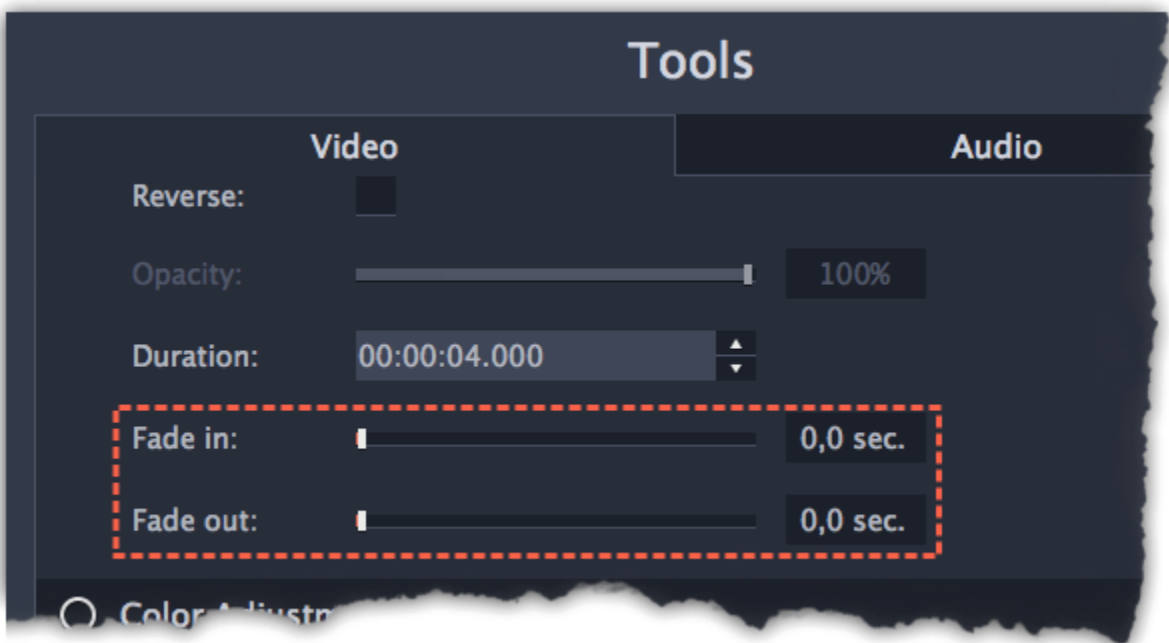 Tools
Video Audio
Reverse:
Opacity: 100%
Duration: 00:00:04.000
Fade in: 0,0 sec.
Fade out: 0,0 sec.
Color